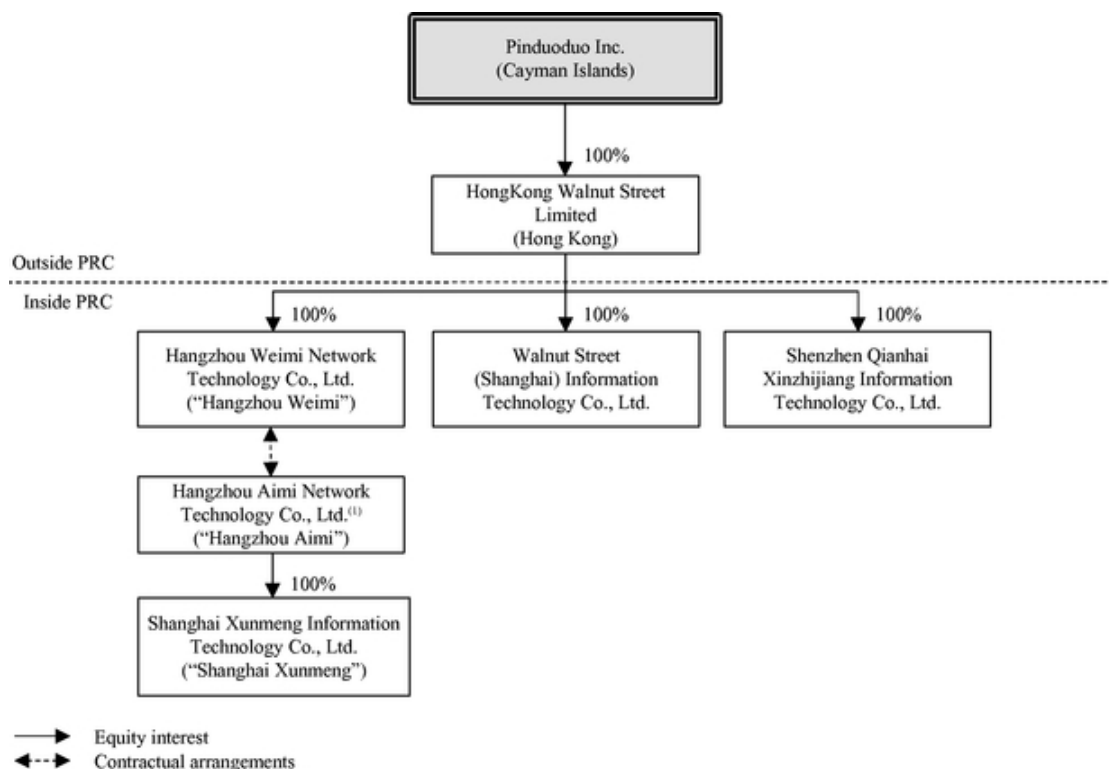 Pinduoduo Inc.
(Cayman Islands)
100%
HongKong Walnut Street
Limited
(Hong Kong)
Outside PRC
Inside PRC
100%
100%
100%
Hangzhou Weimi Network
Technology Co., Ltd.
(“Hangzhou Weimi”)
Walnut Street
(Shanghai) Information
Technology Co., Ltd.
Shenzhen Qianhai
Xinzhijiang Information
Technology Co., Ltd.
Hangzhou Aimi Network
Technology Co., Ltd.(1)
(“Hangzhou Aimi”)
100%
Shanghai Xunmeng Information
Technology Co., Ltd.
(“Shanghai Xunmeng”)
Equity interest
Contractual arrangements